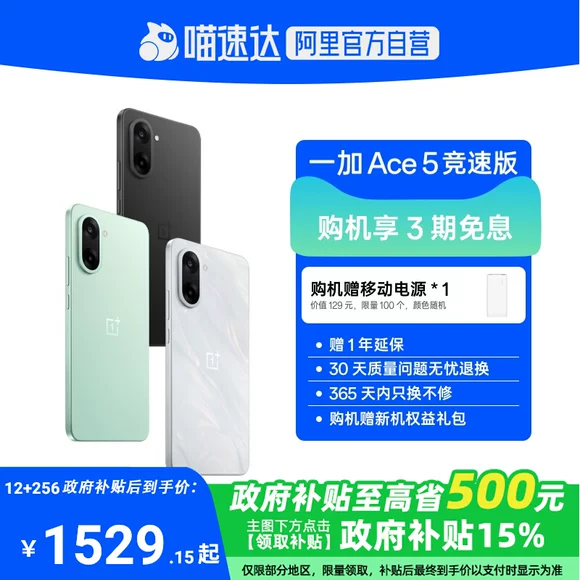 喵速达 阿里官方自营
一加 Ace 5 竞速版
购机享 3 期免息
购机赠移动电源 * 1
价值 129 元，限量 100 个，颜色随机
• 赠 1 年延保
• 30 天质量问题无忧退换
• 365 天内只换不修
• 购机赠新机权益礼包
12+256 政府补贴后到手价：
¥ 1529.15起
政府补贴至高省500元
主图下方点击
【领取补贴】政府补贴15%
仅限部分地区，限量领取，补贴后最终到手价以支付时显示为准